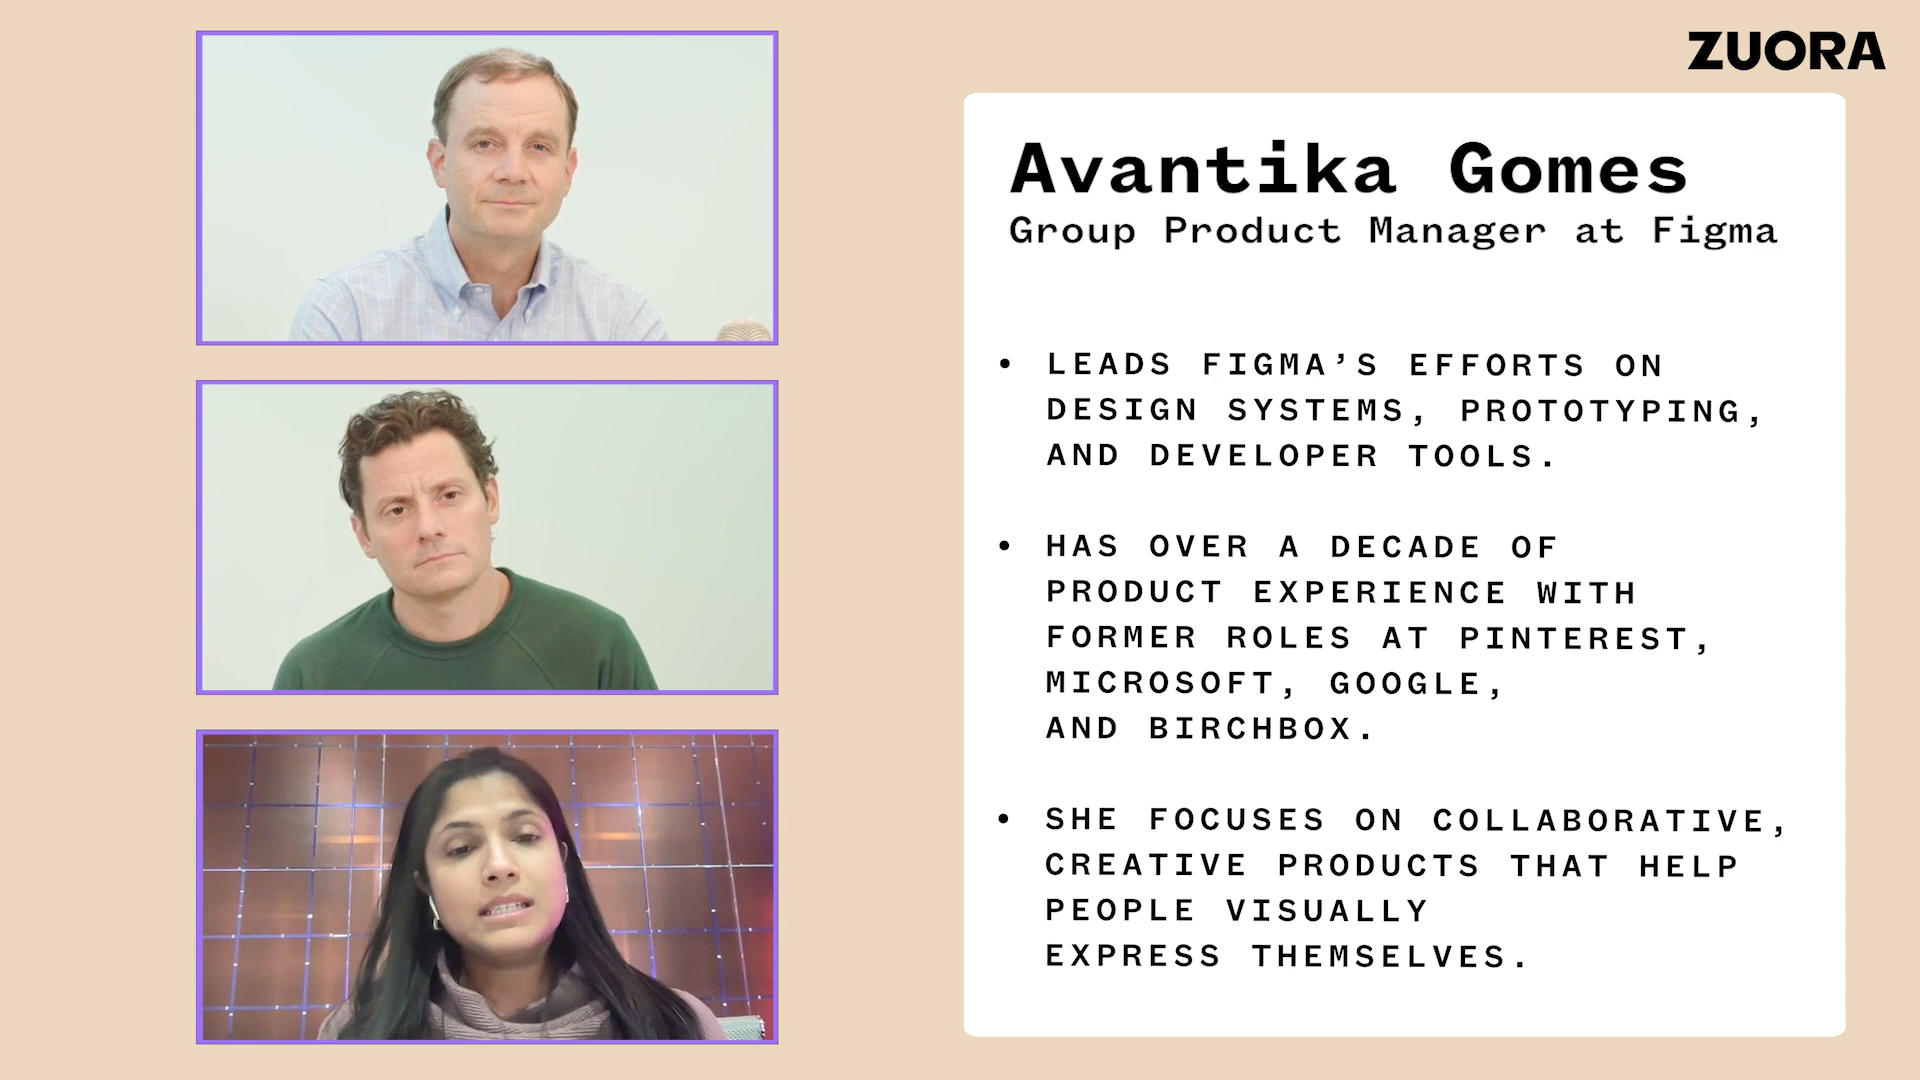 ZUORA
Avantika Gomes
Group Product Manager at Figma
• LEADS FIGMA’S EFFORTS ON
DESIGN SYSTEMS, PROTOTYPING,
AND DEVELOPER TOOLS.
• HAS OVER A DECADE OF
PRODUCT EXPERIENCE WITH
FORMER ROLES AT PINTEREST,
MICROSOFT, GOOGLE,
AND BIRCHBOX.
• SHE FOCUSES ON COLLABORATIVE,
CREATIVE PRODUCTS THAT HELP
PEOPLE VISUALLY
EXPRESS THEMSELVES.